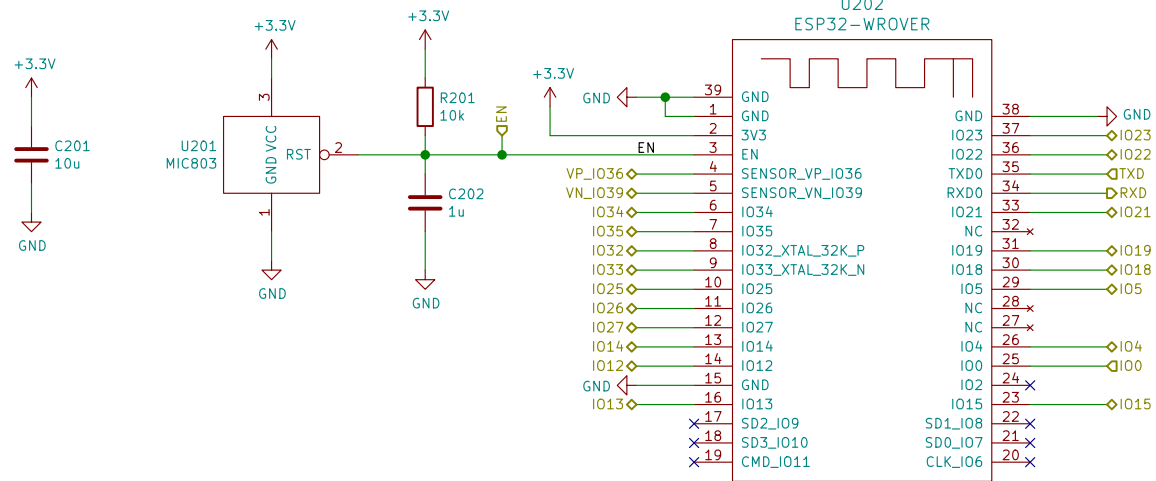 U202
ESP32-WROVER
+3.3V
C201
10u
GND
+3.3V
3
U201
MIC803
GND VCC
RST
2
1
GND
+3.3V
R201
10k
EN
C202
1u
GND
+3.3V
EN
GND 39 GND
1 GND
2 3V3
3 EN
VP_IO36 4 SENSOR_VP_IO36
VN_IO39 5 SENSOR_VN_IO39
IO34 6 IO34
IO35 7 IO35
IO32 8 IO32_XTAL_32K_P
IO33 9 IO33_XTAL_32K_N
IO25 10 IO25
IO26 11 IO26
IO27 12 IO27
IO14 13 IO14
IO12 14 IO12
GND 15 GND
IO13 16 IO13
17 SD2_IO9
18 SD3_IO10
19 CMD_IO11
GND 38 GND
IO23 37 IO23
IO22 36 IO22
TXD0 35 TXD
RXD0 34 RXD
IO21 33 IO21
NC 32
IO19 31 IO19
IO18 30 IO18
IO5 29 IO5
NC 28
NC 27
IO4 26 IO4
IO0 25 IO0
IO2 24
IO15 23 IO15
SD1_IO8 22
SD0_IO7 21
CLK_IO6 20